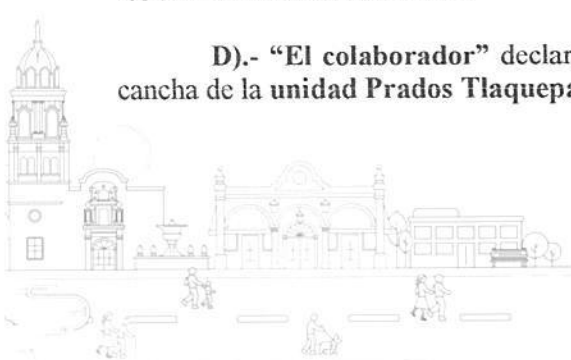 D).- “El colaborador” declar
cancha de la unidad Prados Tlaquepa